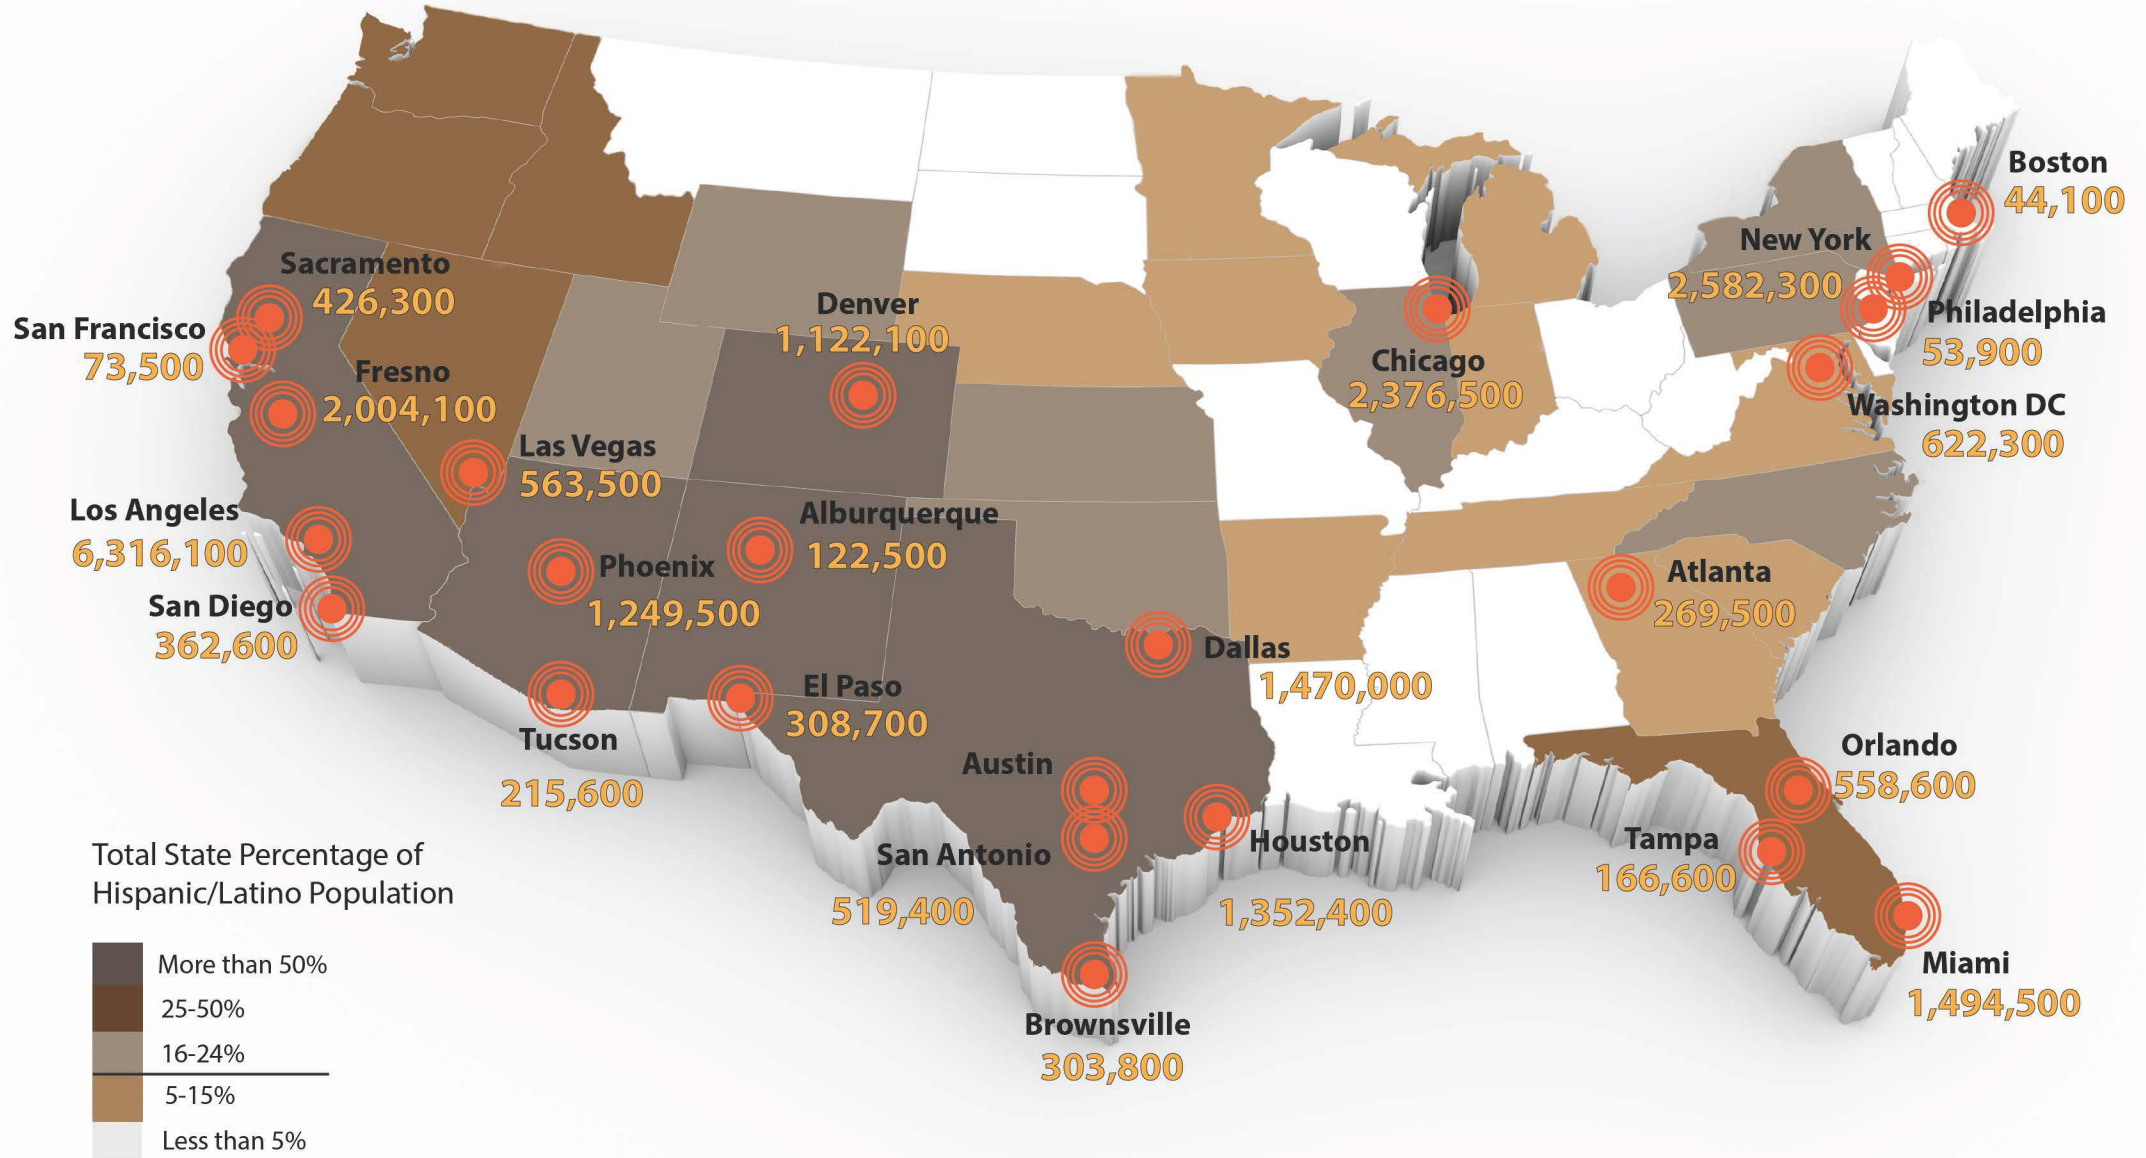 Boston
44,100
New York
2,582,300
Philadelphia
53,900
Washington DC
622,300
Sacramento
426,300
San Francisco
73,500
Fresno
2,004,100
Denver
1,122,100
Chicago
2,376,500
Las Vegas
563,500
Los Angeles
6,316,100
Alburquerque
122,500
Phoenix
1,249,500
San Diego
362,600
Atlanta
269,500
Dallas
1,470,000
El Paso
308,700
Tucson
215,600
Austin
San Antonio
519,400
Houston
1,352,400
Orlando
558,600
Tampa
166,600
Miami
1,494,500
Brownsville
303,800
Total State Percentage of
Hispanic/Latino Population
More than 50%
25-50%
16-24%
5-15%
Less than 5%